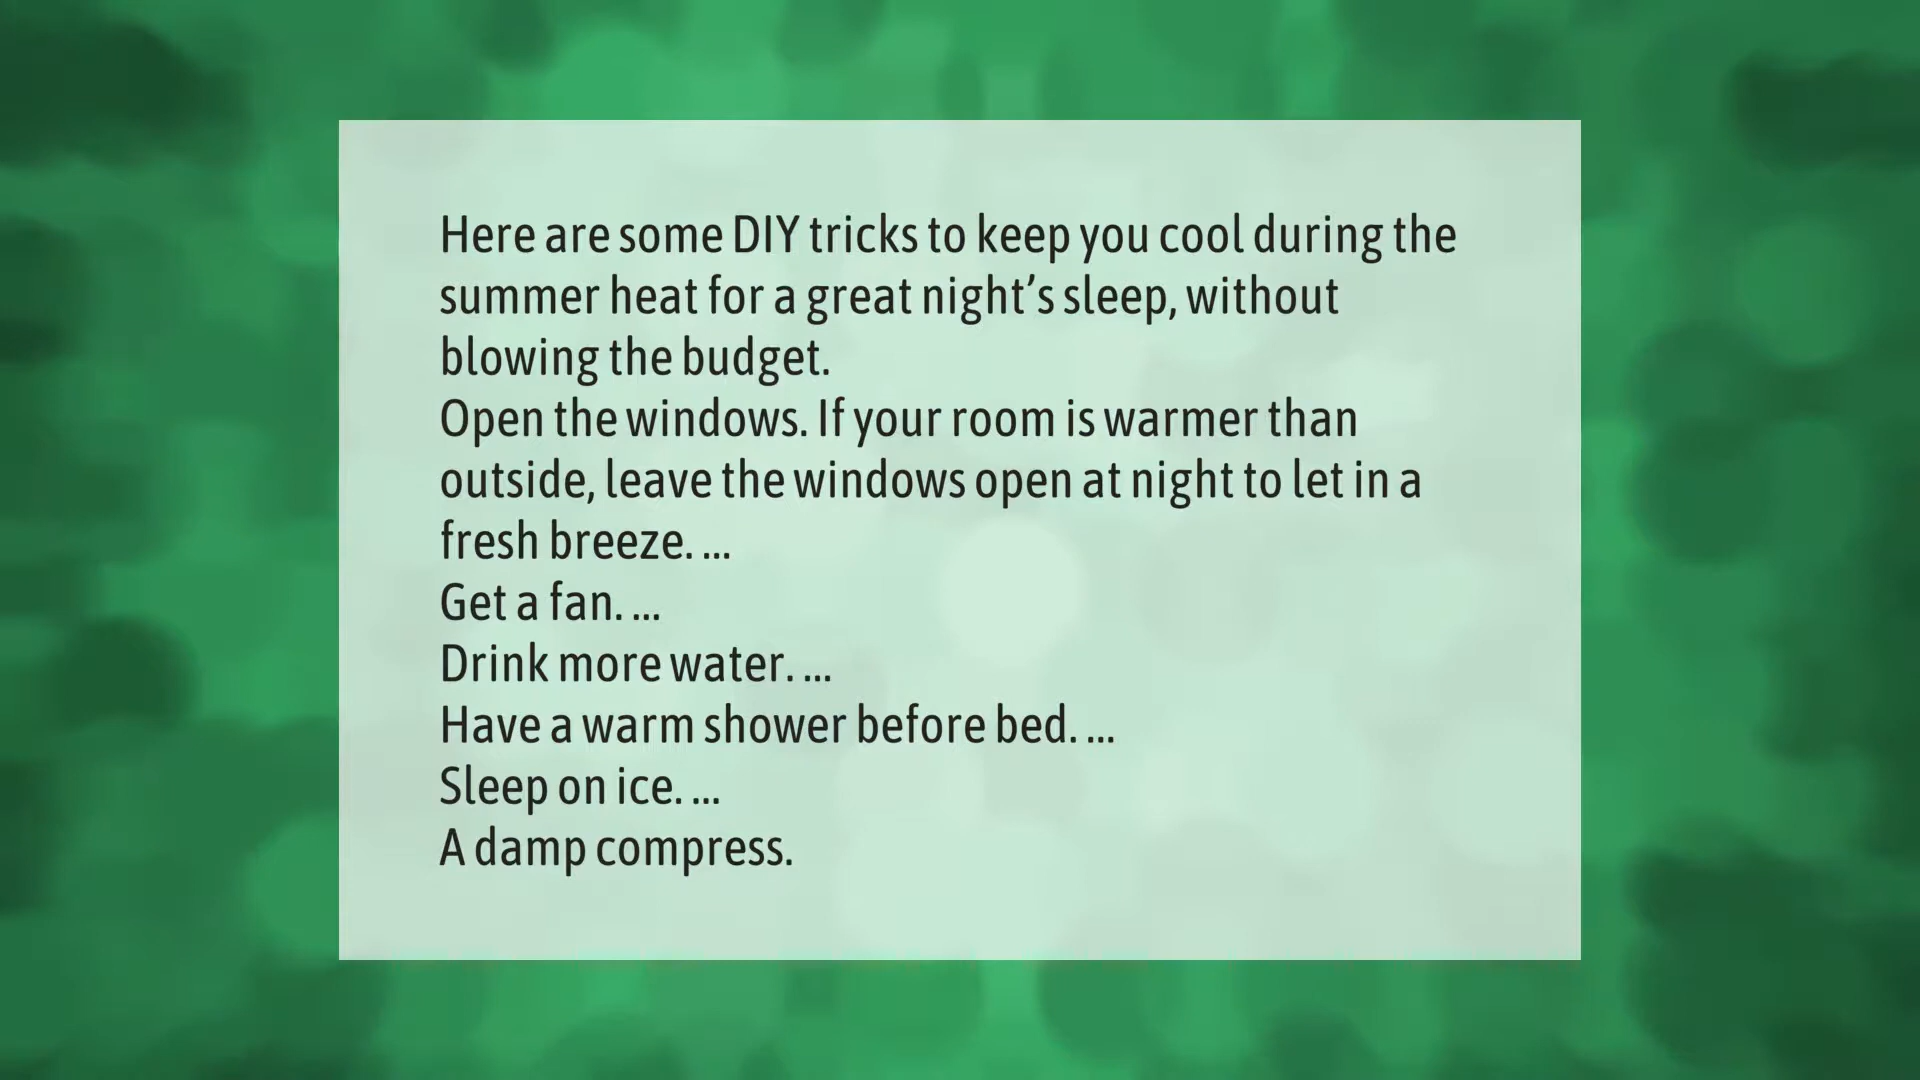 Here are some DIY tricks to keep you cool during the
summer heat for a great night’s sleep, without
blowing the budget.
Open the windows. If your room is warmer than
outside, leave the windows open at night to let in a
fresh breeze. ...
Get a fan. ...
Drink more water. ...
Have a warm shower before bed. ...
Sleep on ice. ...
A damp compress.